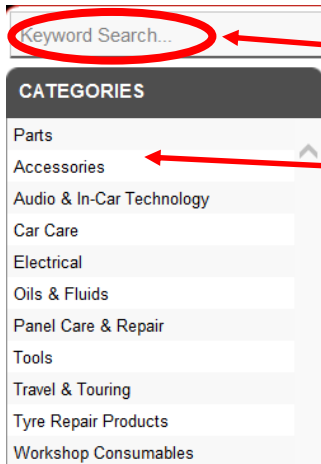 Keyword Search...
CATEGORIES
Parts
Accessories
Audio & In-Car Technology
Car Care
Electrical
Oils & Fluids
Panel Care & Repair
Tools
Travel & Touring
Tyre Repair Products
Workshop Consumables